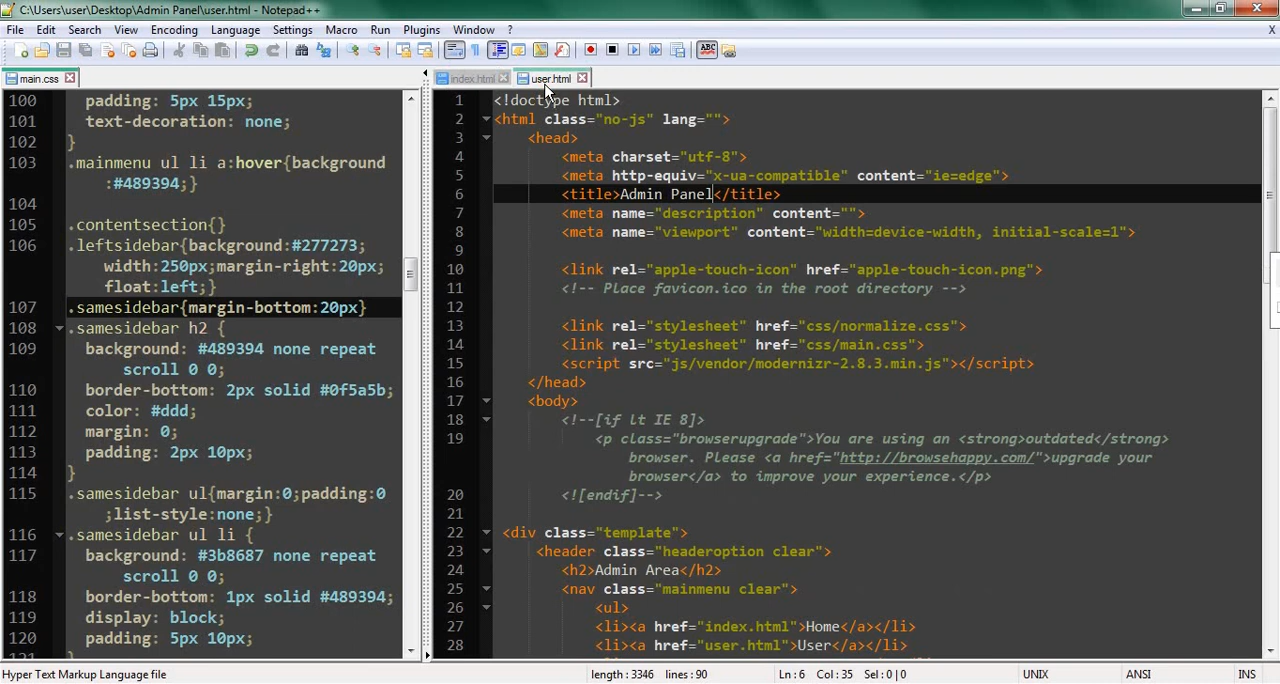 C:\Users\user\Desktop\Admin Panel\user.html - Notepad++
File Edit Search View Encoding Language Settings Macro Run Plugins Window ? X
main.css
index.html user.html
100 padding: 5px 15px;
101 text-decoration: none;
102 }
103 .mainmenu ul li a:hover{background
:#489394;}
104
105 .contentsection{}
106 .leftsidebar{background:#277273;
width:250px;margin-right:20px;
float:left;}
107 .samesidebar{margin-bottom:20px}
108 .samesidebar h2 {
109 background: #489394 none repeat
scroll 0 0;
110 border-bottom: 2px solid #0f5a5b;
111 color: #ddd;
112 margin: 0;
113 padding: 2px 10px;
114 }
115 .samesidebar ul{margin:0;padding:0
;list-style:none;}
116 .samesidebar ul li {
117 background: #3b8687 none repeat
scroll 0 0;
118 border-bottom: 1px solid #489394;
119 display: block;
120 padding: 5px 10px;
1 <!doctype html>
2 <html class="no-js" lang="">
3 <head>
4 <meta charset="utf-8">
5 <meta http-equiv="x-ua-compatible" content="ie=edge">
6 <title>Admin Panel</title>
7 <meta name="description" content="">
8 <meta name="viewport" content="width=device-width, initial-scale=1">
9
10 <link rel="apple-touch-icon" href="apple-touch-icon.png">
11 <!-- Place favicon.ico in the root directory -->
12
13 <link rel="stylesheet" href="css/normalize.css">
14 <link rel="stylesheet" href="css/main.css">
15 <script src="js/vendor/modernizr-2.8.3.min.js"></script>
16 </head>
17 <body>
18 <!--[if lt IE 8]>
19 <p class="browserupgrade">You are using an <strong>outdated</strong>
browser. Please <a href="http://browsehappy.com/">upgrade your
browser</a> to improve your experience.</p>
20 <![endif]-->
21
22 <div class="template">
23 <header class="headeroption clear">
24 <h2>Admin Area</h2>
25 <nav class="mainmenu clear">
26 <ul>
27 <li><a href="index.html">Home</a></li>
28 <li><a href="user.html">User</a></li>
Hyper Text Markup Language file length : 3346 lines : 90 Ln : 6 Col : 35 Sel : 0 | 0 UNIX ANSI INS